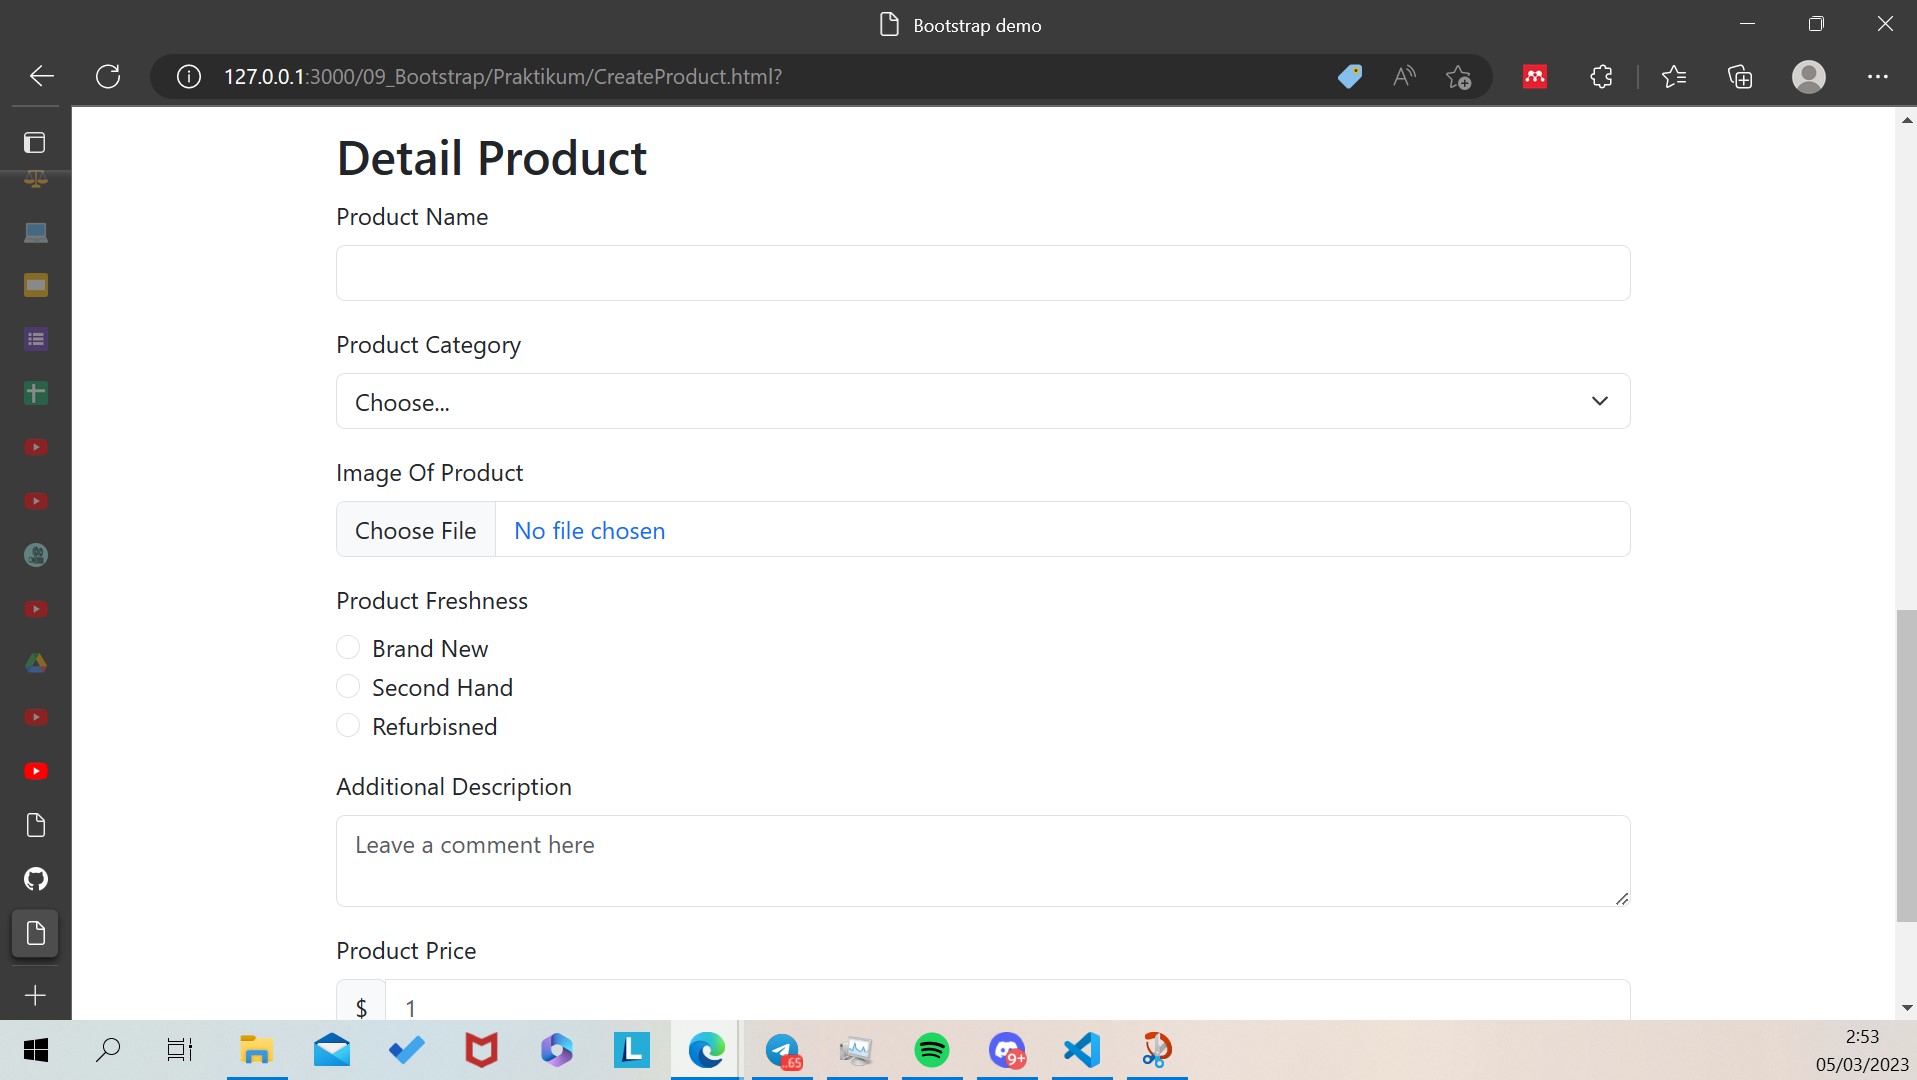 Bootstrap demo
127.0.0.1:3000/09_Bootstrap/Praktikum/CreateProduct.html?
Detail Product
Product Name
Product Category
Choose...
Image Of Product
Choose File No file chosen
Product Freshness
Brand New
Second Hand
Refurbisned
Additional Description
Leave a comment here
Product Price
$ 1
L
..65
9+
2:53
05/03/2023